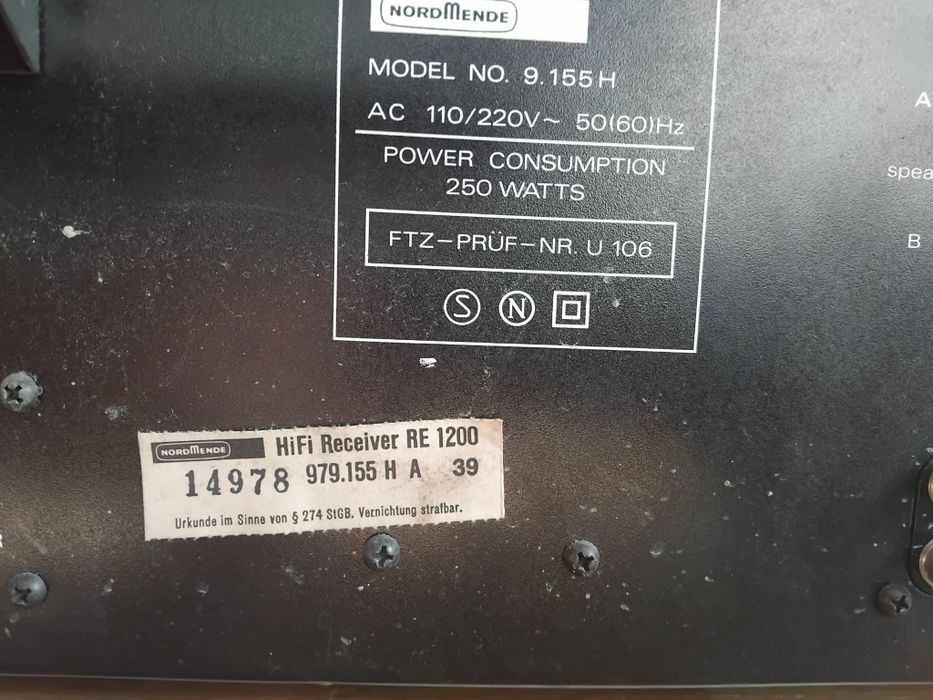 NORDMENDE
MODEL NO. 9.155H
AC 110/220V~ 50(60)Hz
POWER CONSUMPTION
250 WATTS
FTZ-PRÜF-NR. U 106
S N
A
B
NORDMENDE HiFi Receiver RE 1200
14978 979.155 H A 39
Urkunde im Sinne von § 274 StGB. Vernichtung strafbar.